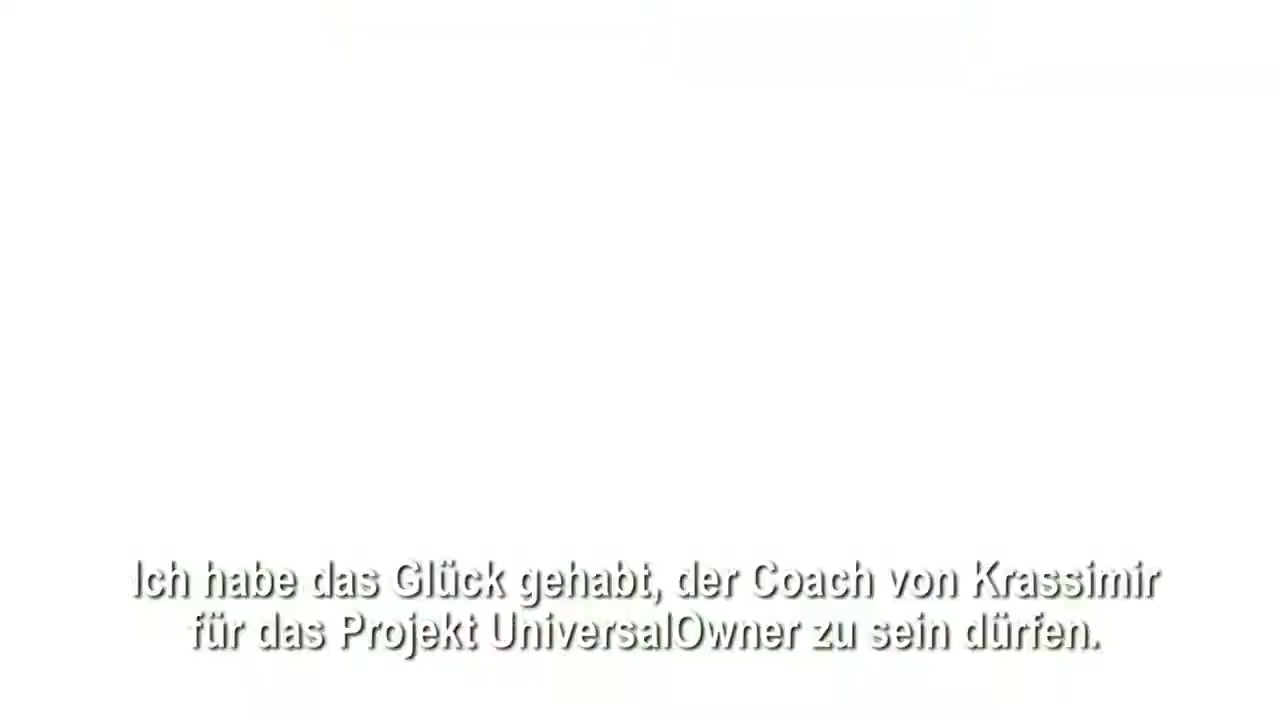 Ich habe das Glück gehabt, der Coach von Krassimir
für das Projekt UniversalOwner zu sein dürfen.